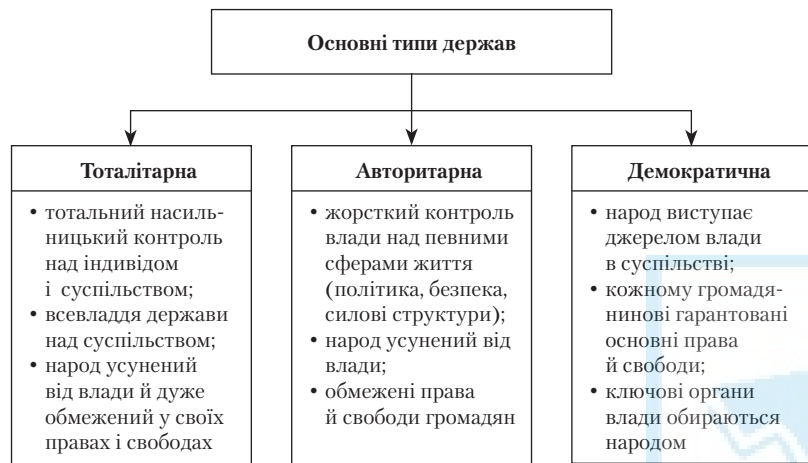 Основні типи держав
Тоталітарна
• тотальний насиль-
ницький контроль
над індивідом
і суспільством;
• всевладдя держави
над суспільством;
• народ усунений
від влади й дуже
обмежений у своїх
правах і свободах
Авторитарна
• жорсткий контроль
влади над певними
сферами життя
(політика, безпека,
силові структури);
• народ усунений від
влади;
• обмежені права
й свободи громадян
Демократична
• народ виступає
джерелом влади
в суспільстві;
• кожному громадя-
нинові гарантовані
основні права
й свободи;
• ключові органи
влади обираються
народом